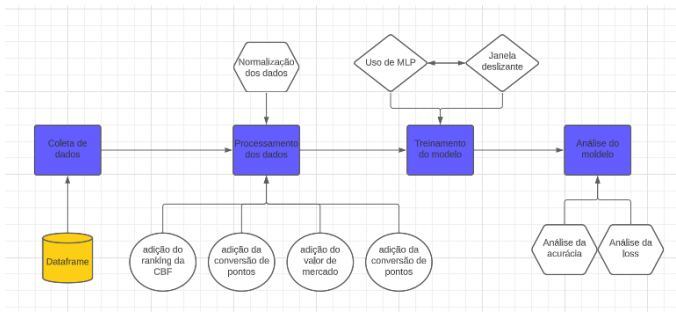 Normalização
dos dados
Uso de MLP
Janela
deslizante
Coleta de
dados
Processamento
dos dados
Treinamento
do modelo
Análise do
moldelo
Dataframe
adição do
ranking da
CBF
adição da
conversão de
pontos
adição do
valor de
mercado
adição da
conversão de
pontos
Análise da
acurácia
Análise da
loss